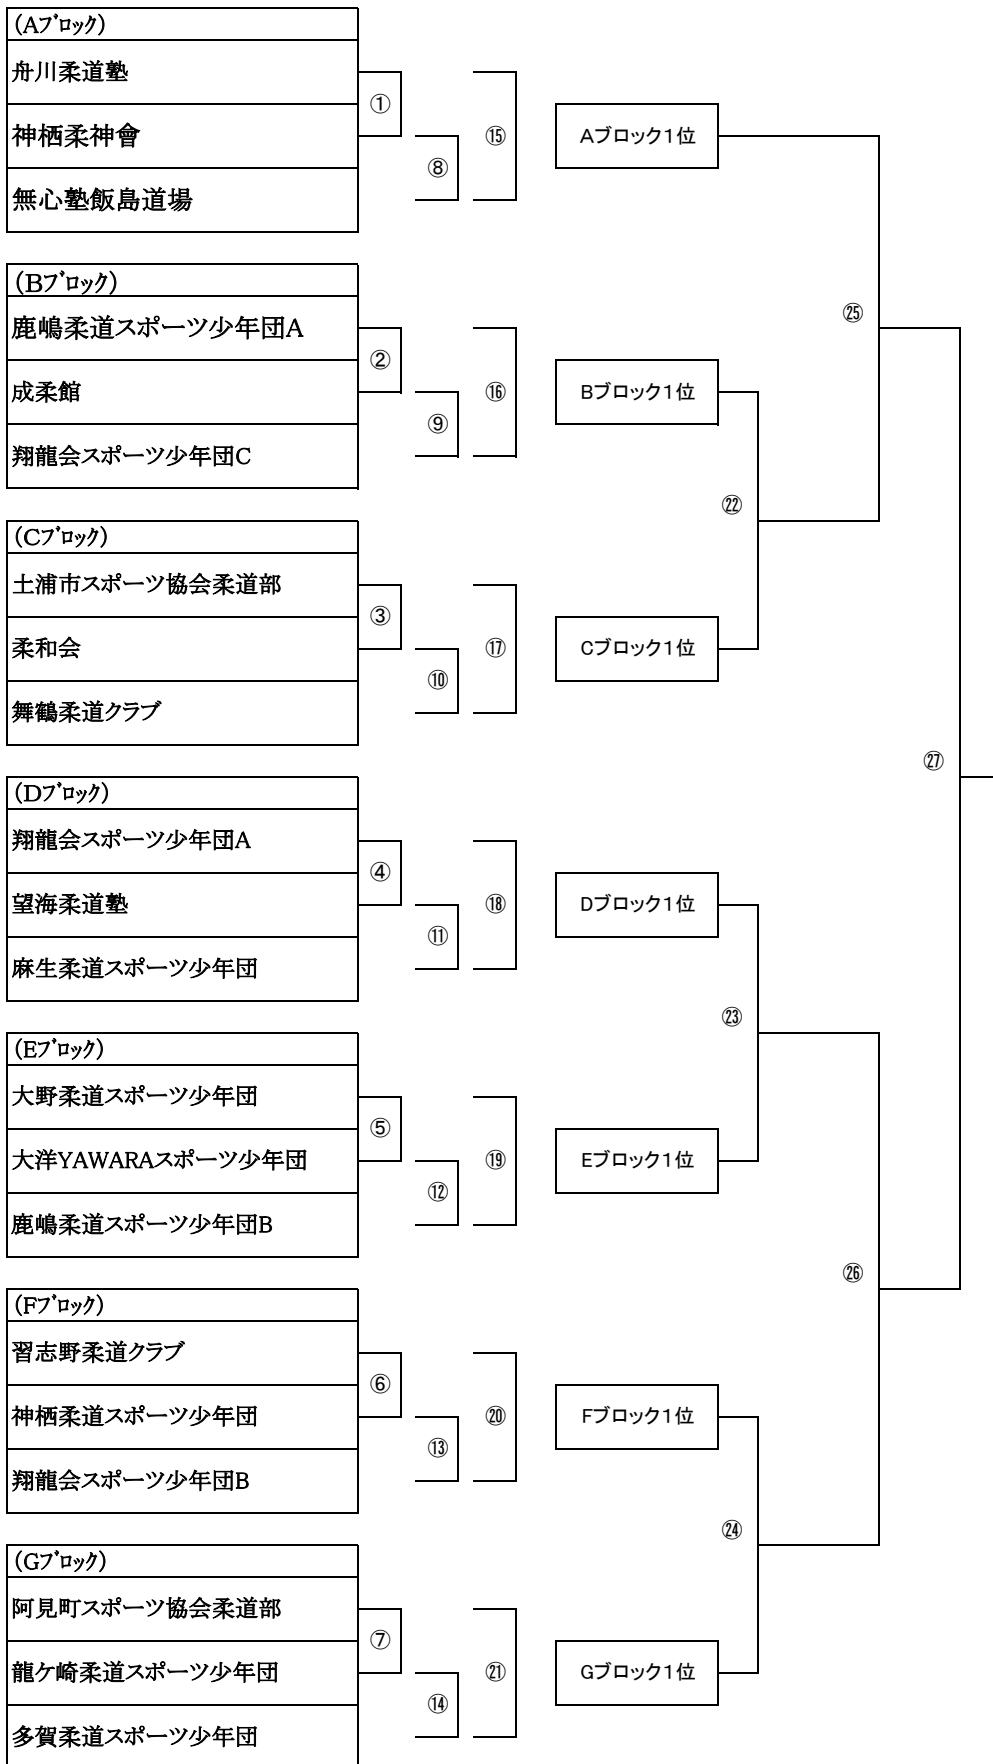 (Aﾌﾞﾛｯｸ)
舟川柔道塾
①
⑮
神栖柔神會
Aブロック1位
⑧
無心塾飯島道場
(Bﾌﾞﾛｯｸ)
㉕
鹿嶋柔道スポーツ少年団A
②
⑯
成柔館
Bブロック1位
⑨
翔龍会スポーツ少年団C
㉒
(Cﾌﾞﾛｯｸ)
土浦市スポーツ協会柔道部
③
⑰
柔和会
Cブロック1位
⑩
舞鶴柔道クラブ
㉗
(Dﾌﾞﾛｯｸ)
翔龍会スポーツ少年団A
④
⑱
望海柔道塾
Dブロック1位
⑪
麻生柔道スポーツ少年団
㉓
(Eﾌﾞﾛｯｸ)
大野柔道スポーツ少年団
⑤
⑲
大洋YAWARAスポーツ少年団
Eブロック1位
⑫
鹿嶋柔道スポーツ少年団B
㉖
(Fﾌﾞﾛｯｸ)
習志野柔道クラブ
⑥
⑳
神栖柔道スポーツ少年団
Fブロック1位
⑬
翔龍会スポーツ少年団B
㉔
(Gﾌﾞﾛｯｸ)
阿見町スポーツ協会柔道部
⑦
㉑
龍ケ崎柔道スポーツ少年団
Gブロック1位
⑭
多賀柔道スポーツ少年団